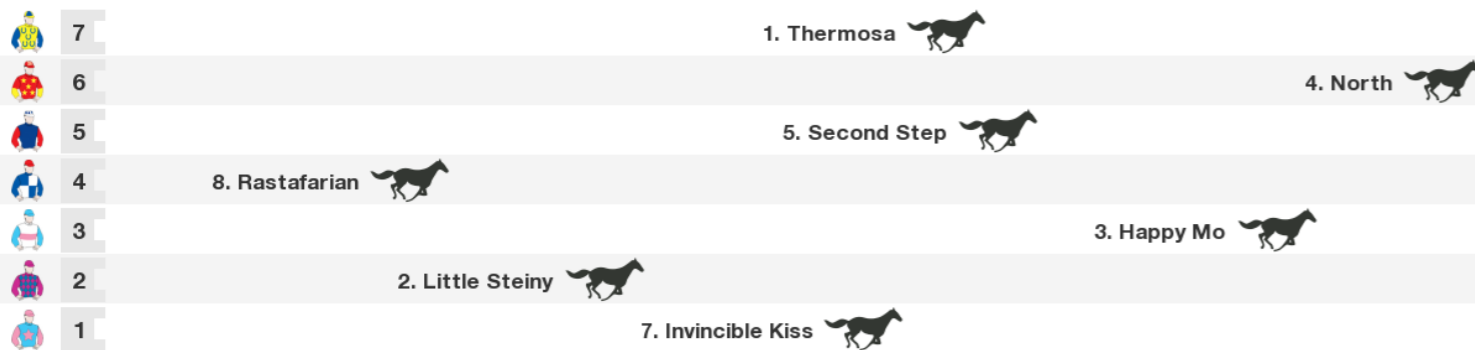 7 1. Thermosa
6 4. North
5 5. Second Step
4 8. Rastafarian
3 3. Happy Mo
2 2. Little Steiny
1 7. Invincible Kiss